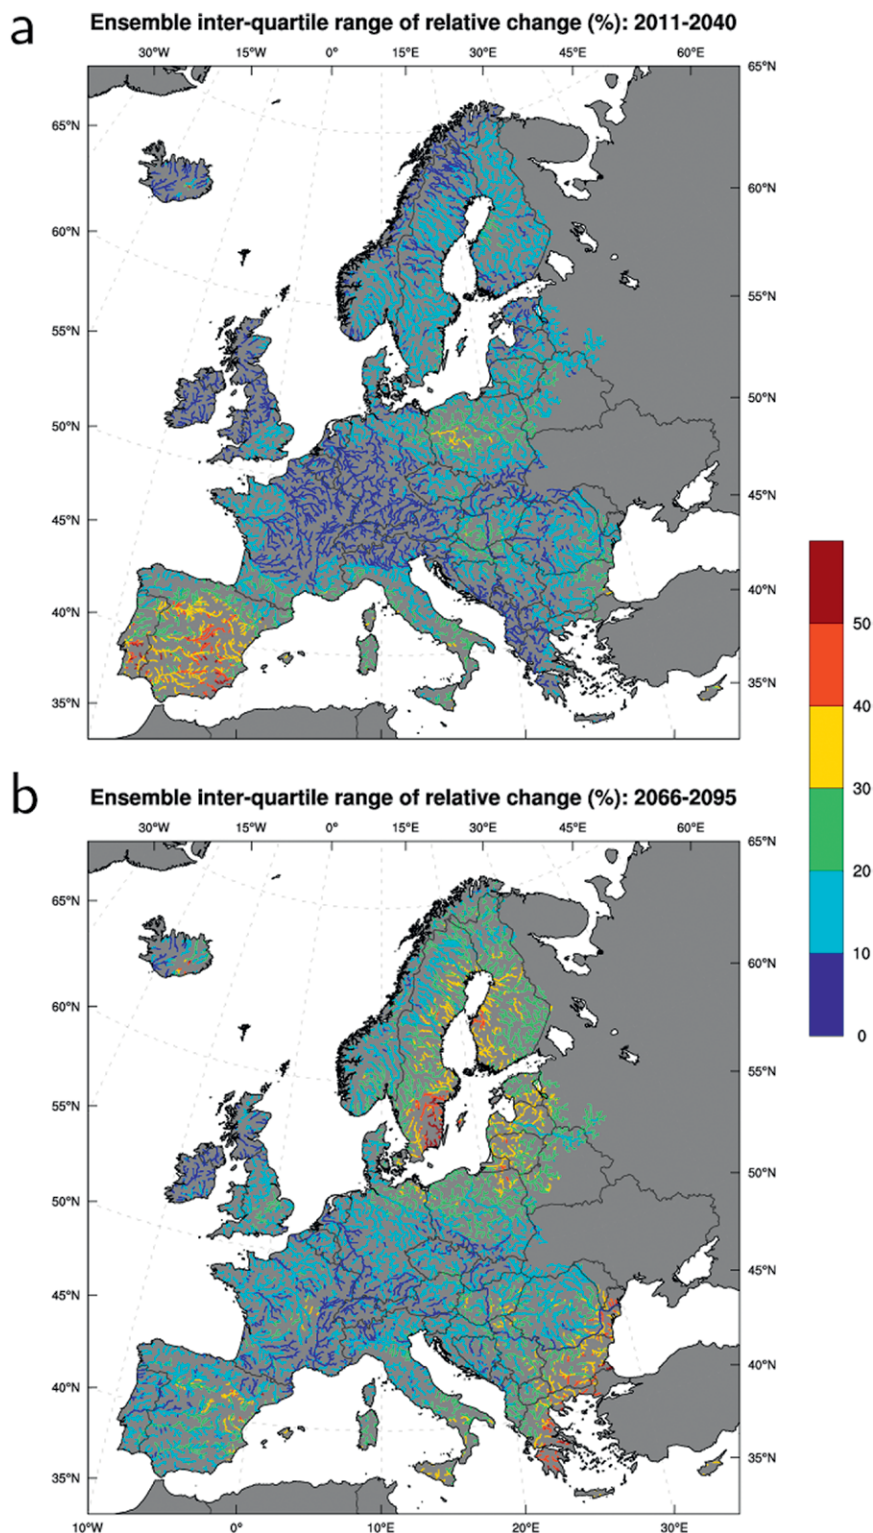 a
Ensemble inter-quartile range of relative change (%): 2011-2040
30°W 15°W 0° 15°E 30°E 45°E 60°E
65°N
65°N
60°N
60°N
55°N
55°N
50°N
50°N
45°N
45°N
40°N
40°N
35°N
35°N
50
40
30
20
10
0
b
Ensemble inter-quartile range of relative change (%): 2066-2095
30°W 15°W 0° 15°E 30°E 45°E 60°E
65°N
65°N
60°N
60°N
55°N
55°N
50°N
50°N
45°N
45°N
40°N
40°N
35°N
35°N
10°W 0° 10°E 20°E 30°E